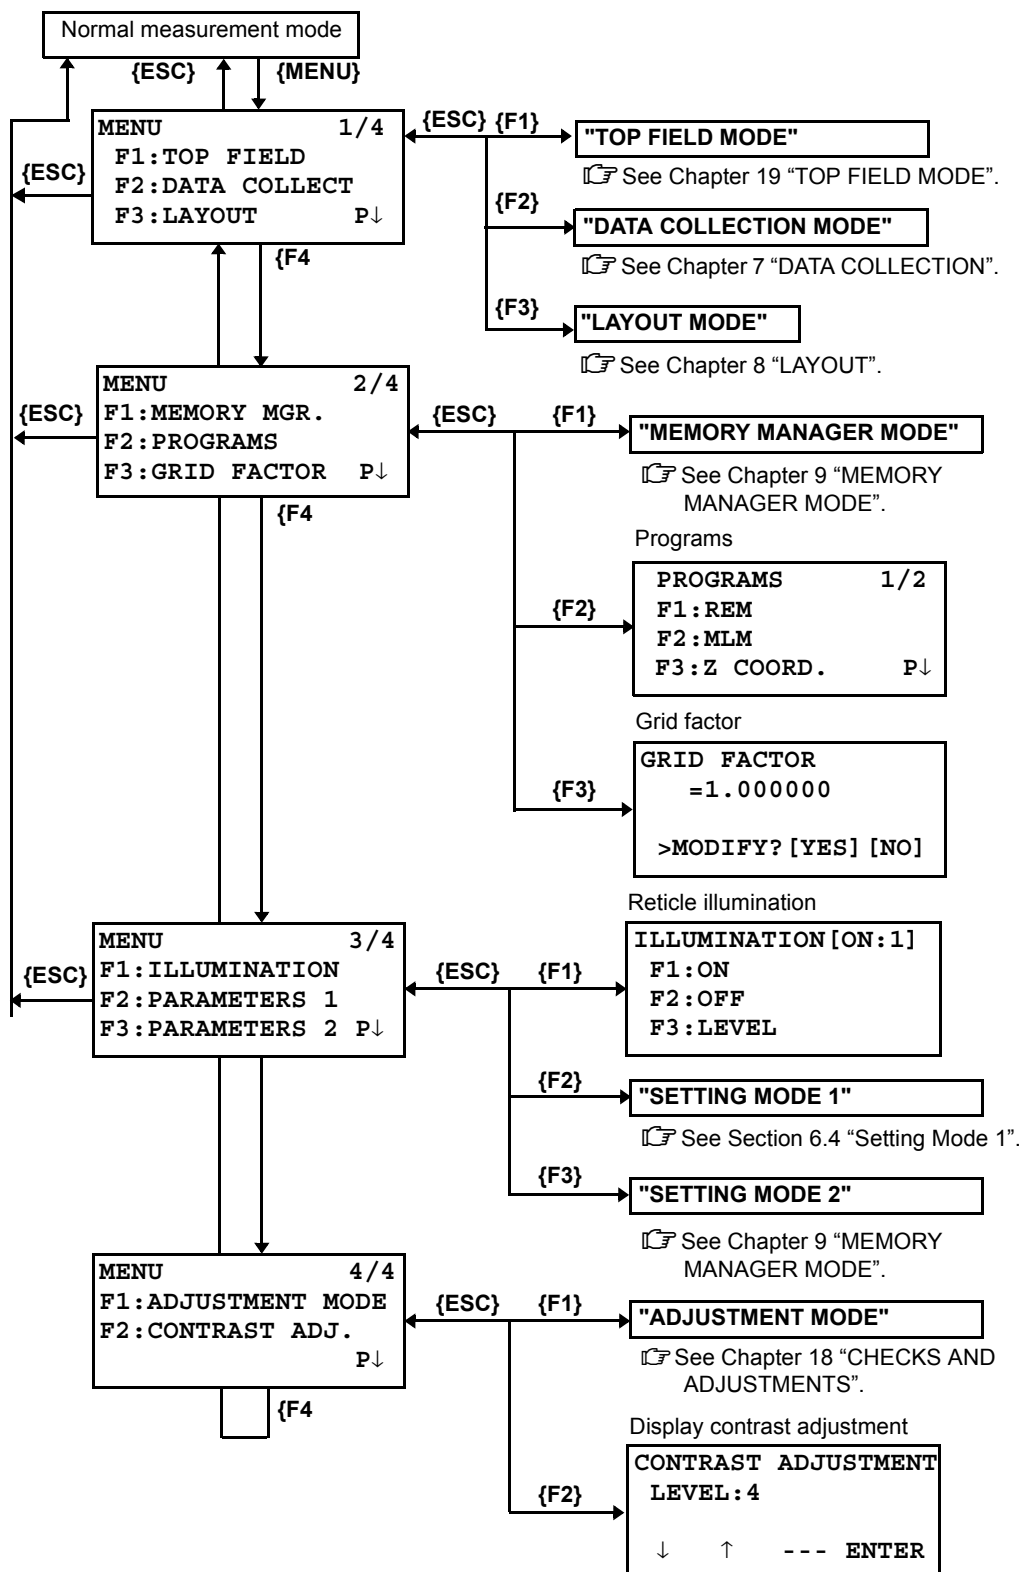 Normal measurement mode
{ESC} {MENU}
MENU 1/4
F1:TOP FIELD
F2:DATA COLLECT
F3:LAYOUT P↓
{ESC}
{ESC} {F1}
"TOP FIELD MODE"
See Chapter 19 “TOP FIELD MODE”.
{F2}
"DATA COLLECTION MODE"
See Chapter 7 “DATA COLLECTION”.
{F3}
"LAYOUT MODE"
See Chapter 8 “LAYOUT”.
{F4
MENU 2/4
F1:MEMORY MGR.
F2:PROGRAMS
F3:GRID FACTOR P↓
{ESC}
{ESC} {F1}
"MEMORY MANAGER MODE"
See Chapter 9 “MEMORY
MANAGER MODE”.
{F4
Programs
{F2}
PROGRAMS 1/2
F1:REM
F2:MLM
F3:Z COORD. P↓
Grid factor
{F3}
GRID FACTOR
=1.000000
>MODIFY?[YES][NO]
MENU 3/4
F1:ILLUMINATION
F2:PARAMETERS 1
F3:PARAMETERS 2 P↓
{ESC}
{ESC} {F1}
Reticle illumination
ILLUMINATION[ON:1]
F1:ON
F2:OFF
F3:LEVEL
{F2}
"SETTING MODE 1"
See Section 6.4 “Setting Mode 1”.
{F3}
"SETTING MODE 2"
See Chapter 9 “MEMORY
MANAGER MODE”.
MENU 4/4
F1:ADJUSTMENT MODE
F2:CONTRAST ADJ.
P↓
{ESC} {F1}
"ADJUSTMENT MODE"
See Chapter 18 “CHECKS AND
ADJUSTMENTS”.
{F4
Display contrast adjustment
{F2}
CONTRAST ADJUSTMENT
LEVEL:4
↓ ↑ --- ENTER